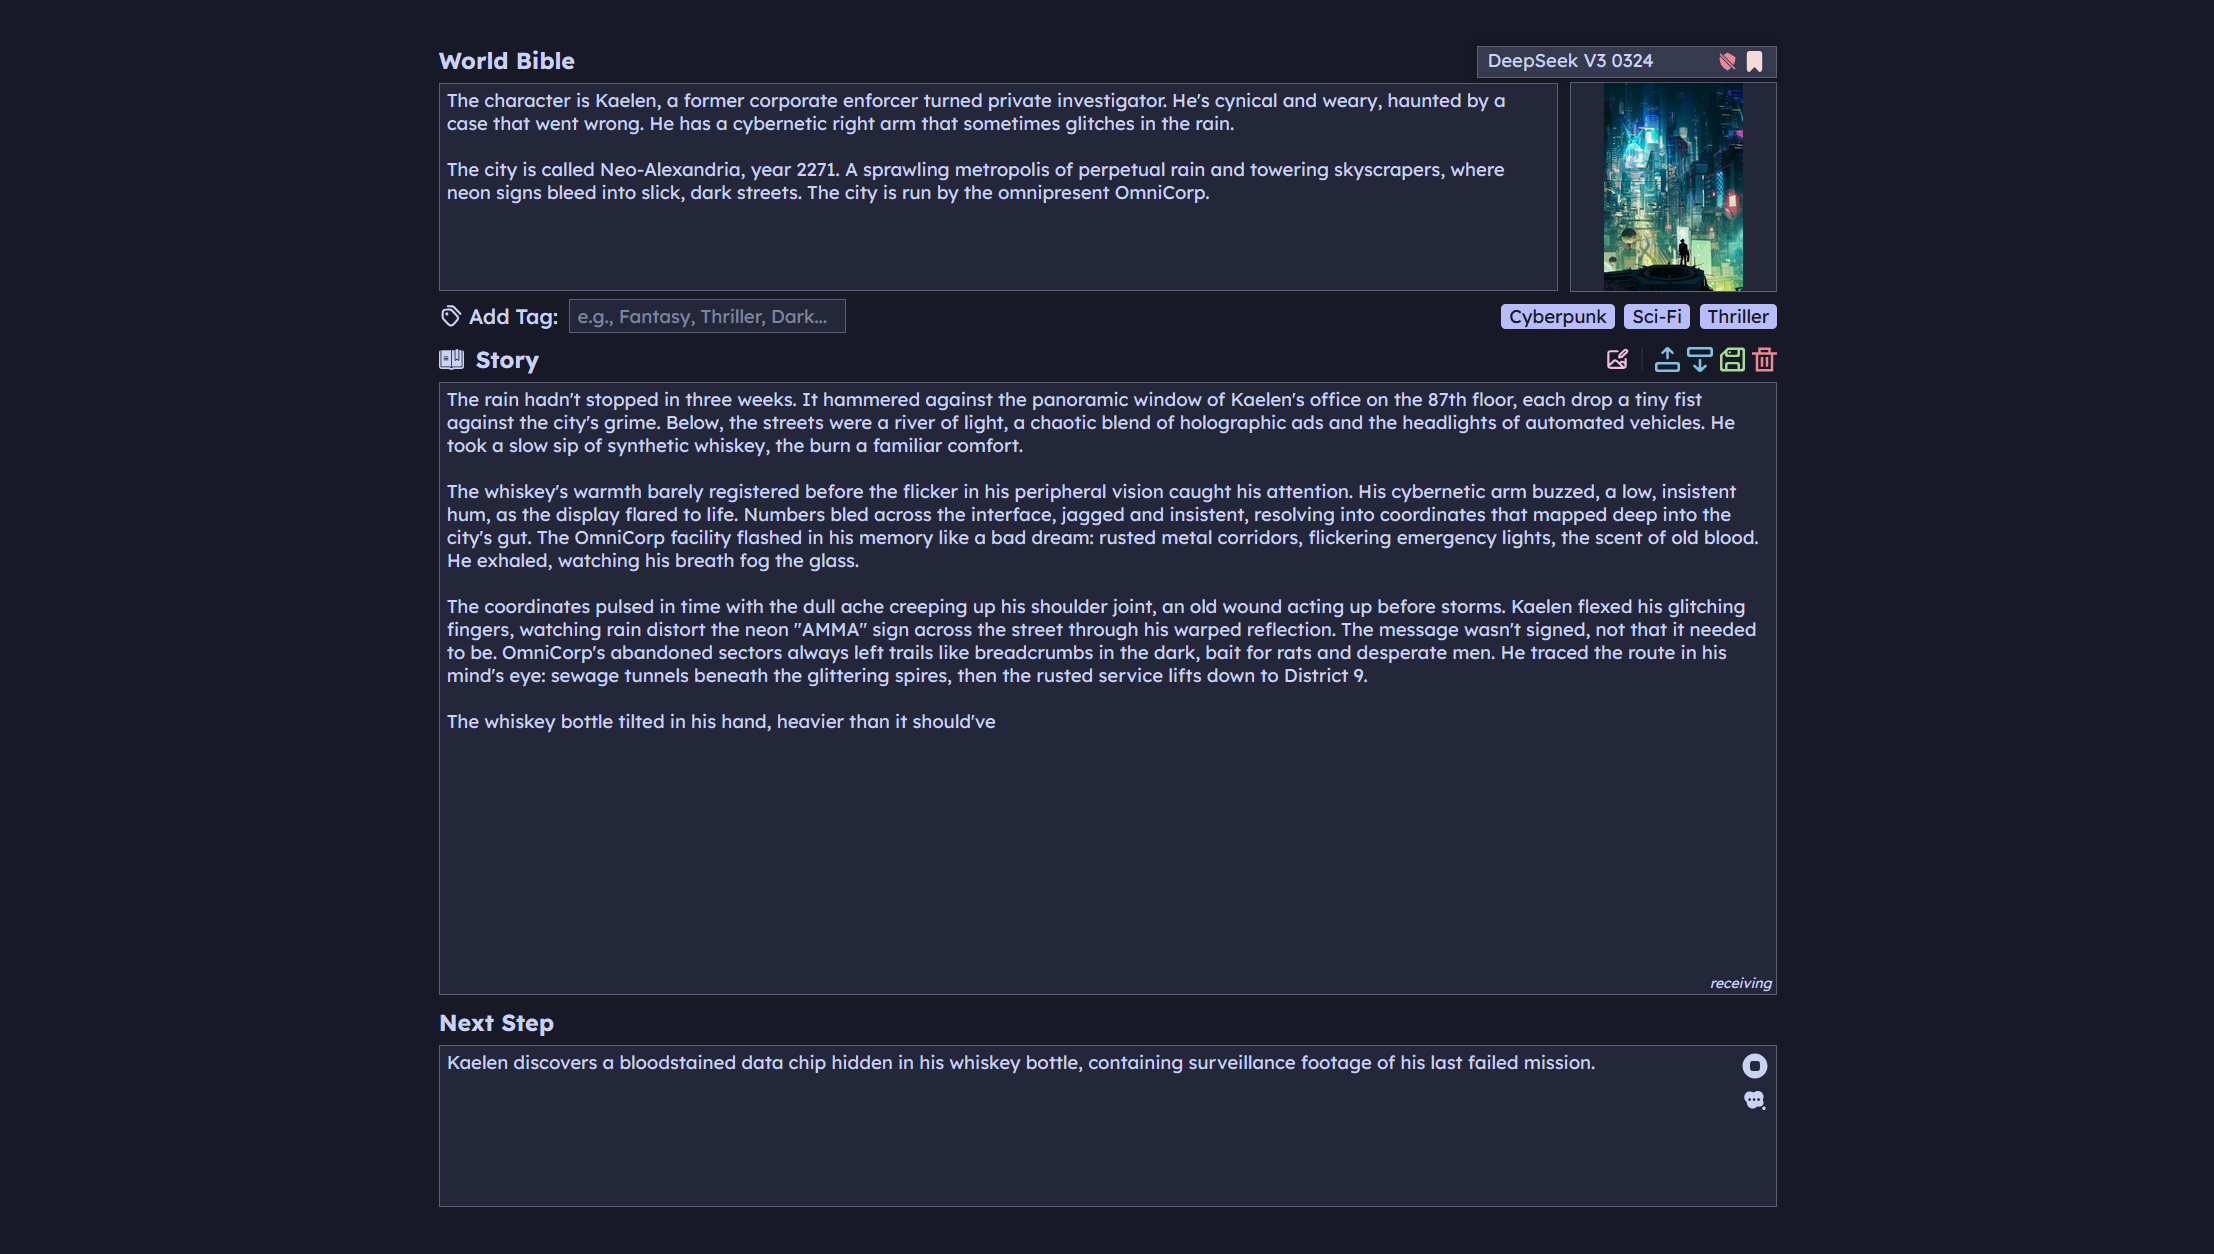 World Bible
DeepSeek V3 0324
The character is Kaelen, a former corporate enforcer turned private investigator. He's cynical and weary, haunted by a
case that went wrong. He has a cybernetic right arm that sometimes glitches in the rain.
The city is called Neo-Alexandria, year 2271. A sprawling metropolis of perpetual rain and towering skyscrapers, where
neon signs bleed into slick, dark streets. The city is run by the omnipresent OmniCorp.
Add Tag:
e.g., Fantasy, Thriller, Dark...
Cyberpunk
Sci-Fi
Thriller
Story
The rain hadn't stopped in three weeks. It hammered against the panoramic window of Kaelen's office on the 87th floor, each drop a tiny fist
against the city's grime. Below, the streets were a river of light, a chaotic blend of holographic ads and the headlights of automated vehicles. He
took a slow sip of synthetic whiskey, the burn a familiar comfort.
The whiskey's warmth barely registered before the flicker in his peripheral vision caught his attention. His cybernetic arm buzzed, a low, insistent
hum, as the display flared to life. Numbers bled across the interface, jagged and insistent, resolving into coordinates that mapped deep into the
city's gut. The OmniCorp facility flashed in his memory like a bad dream: rusted metal corridors, flickering emergency lights, the scent of old blood.
He exhaled, watching his breath fog the glass.
The coordinates pulsed in time with the dull ache creeping up his shoulder joint, an old wound acting up before storms. Kaelen flexed his glitching
fingers, watching rain distort the neon "AMMA" sign across the street through his warped reflection. The message wasn't signed, not that it needed
to be. OmniCorp's abandoned sectors always left trails like breadcrumbs in the dark, bait for rats and desperate men. He traced the route in his
mind's eye: sewage tunnels beneath the glittering spires, then the rusted service lifts down to District 9.
The whiskey bottle tilted in his hand, heavier than it should've
receiving
Next Step
Kaelen discovers a bloodstained data chip hidden in his whiskey bottle, containing surveillance footage of his last failed mission.